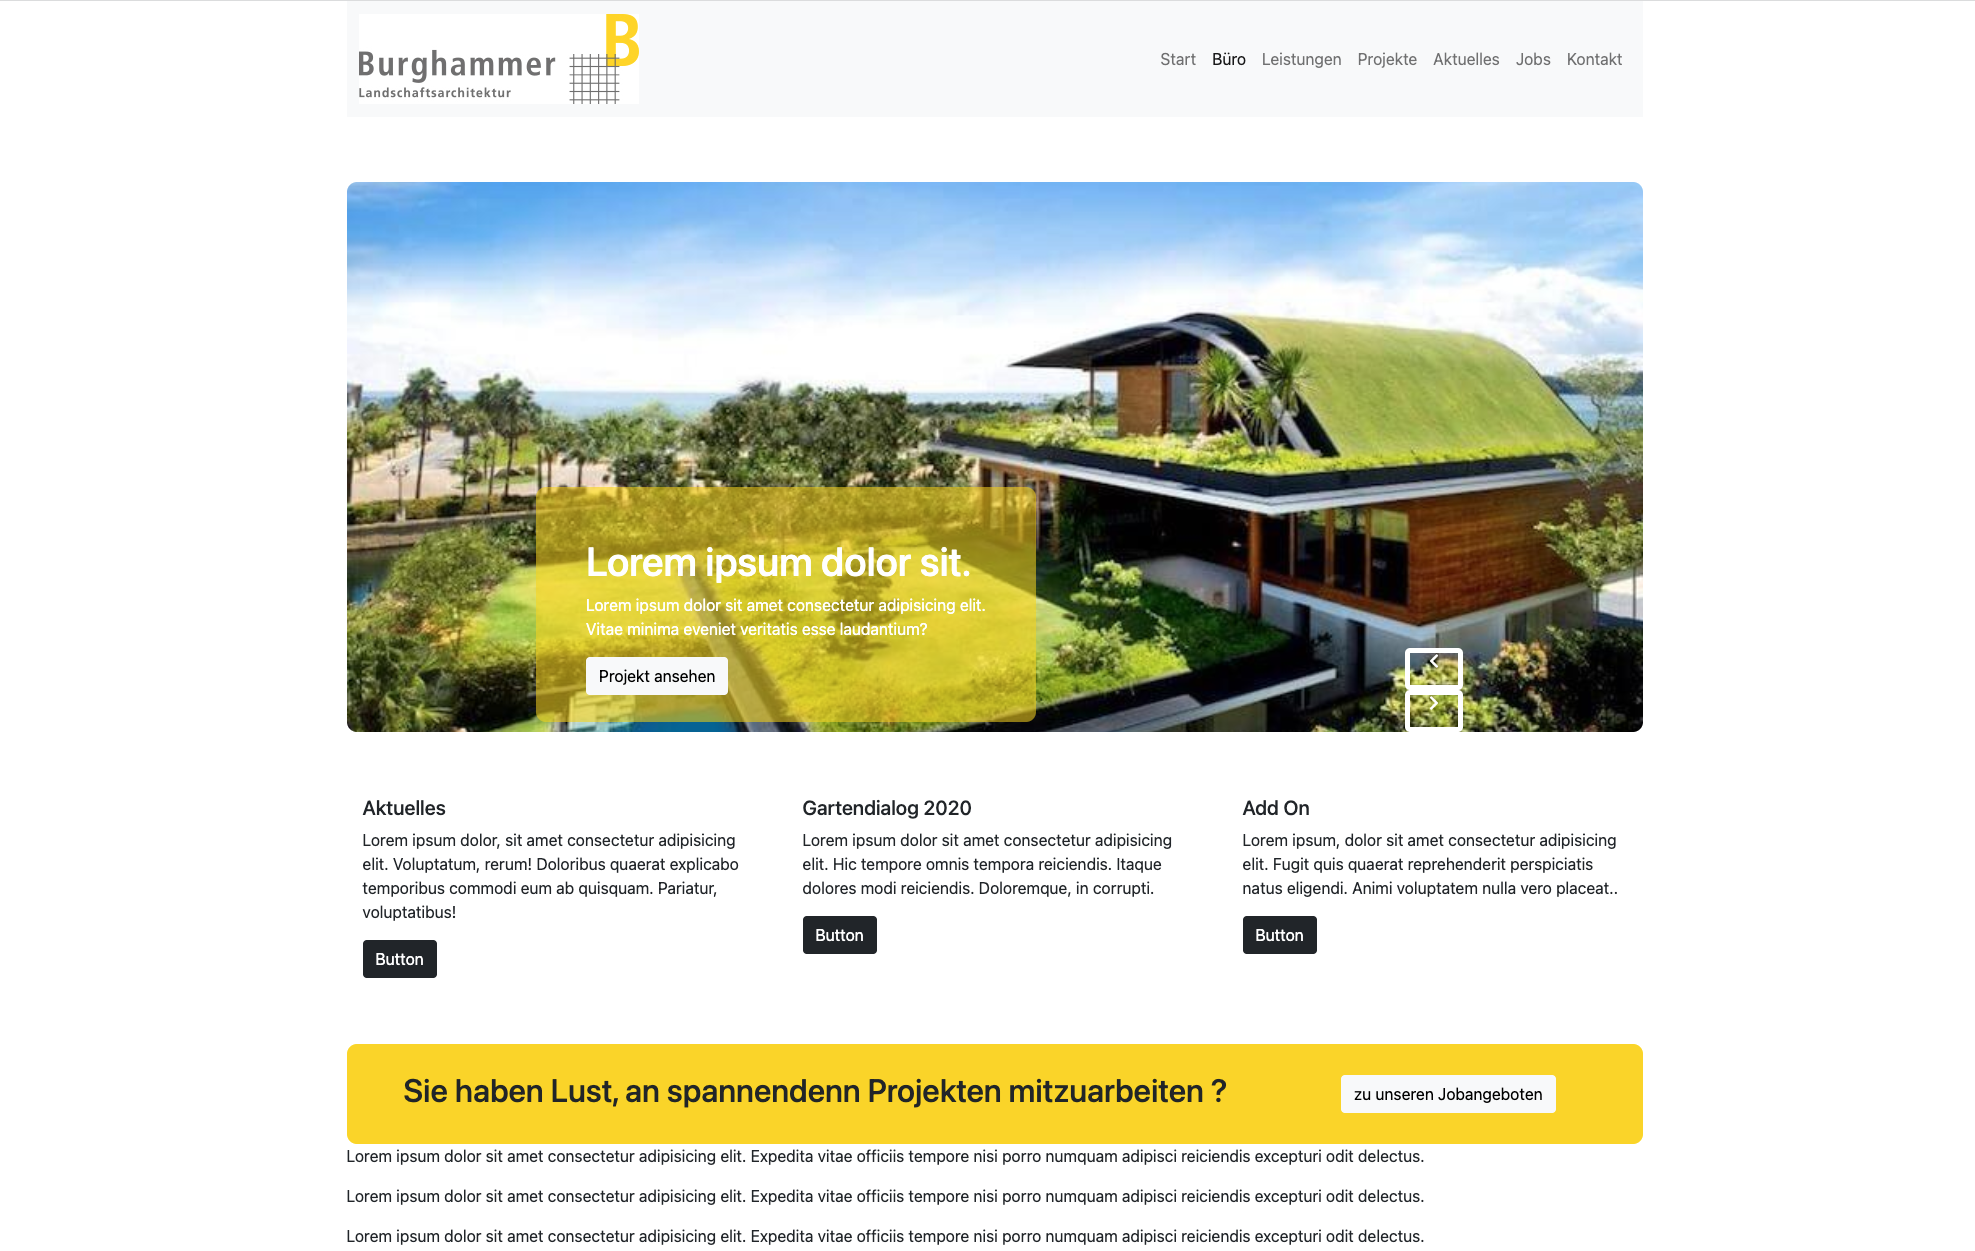 B
Burghammer
Landschaftsarchitektur
Start Büro Leistungen Projekte Aktuelles Jobs Kontakt
Lorem ipsum dolor sit.
Lorem ipsum dolor sit amet consectetur adipisicing elit.
Vitae minima eveniet veritatis esse laudantium?
Projekt ansehen
Aktuelles
Lorem ipsum dolor, sit amet consectetur adipisicing
elit. Voluptatum, rerum! Doloribus quaerat explicabo
temporibus commodi eum ab quisquam. Pariatur,
voluptatibus!
Button
Gartendialog 2020
Lorem ipsum dolor sit amet consectetur adipisicing
elit. Hic tempore omnis tempora reiciendis. Itaque
dolores modi reiciendis. Doloremque, in corrupti.
Button
Add On
Lorem ipsum, dolor sit amet consectetur adipisicing
elit. Fugit quis quaerat reprehenderit perspiciatis
natus eligendi. Animi voluptatem nulla vero placeat..
Button
Sie haben Lust, an spannendenn Projekten mitzuarbeiten ?
zu unseren Jobangeboten
Lorem ipsum dolor sit amet consectetur adipisicing elit. Expedita vitae officiis tempore nisi porro numquam adipisci reiciendis excepturi odit delectus.
Lorem ipsum dolor sit amet consectetur adipisicing elit. Expedita vitae officiis tempore nisi porro numquam adipisci reiciendis excepturi odit delectus.
Lorem ipsum dolor sit amet consectetur adipisicing elit. Expedita vitae officiis tempore nisi porro numquam adipisci reiciendis excepturi odit delectus.